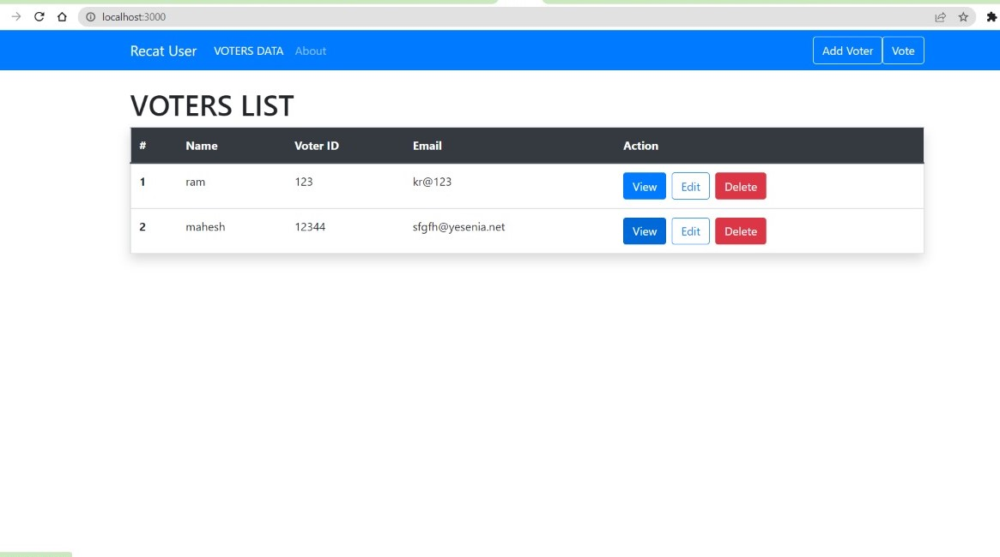 localhost:3000
Recat User VOTERS DATA About Add Voter Vote
VOTERS LIST
# Name Voter ID Email Action
1 ram 123 kr@123 View Edit Delete
2 mahesh 12344 sfgfh@yesenia.net View Edit Delete